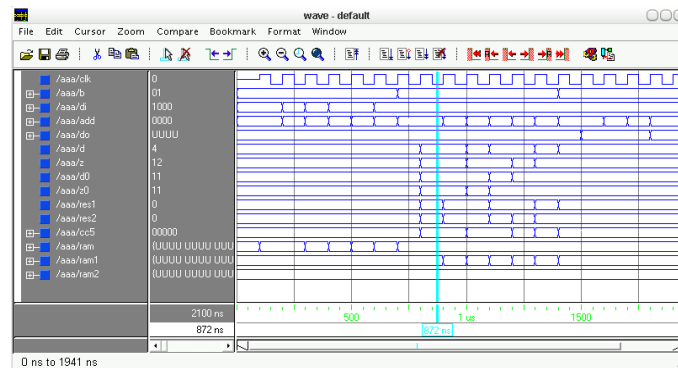 wave - default
File Edit Cursor Zoom Compare Bookmark Format Window
/aaa/clk 0
/aaa/b 01
/aaa/di 1000
/aaa/add 0000
/aaa/do UUUU
/aaa/d 4
/aaa/z 12
/aaa/d0 11
/aaa/z0 11
/aaa/res1 0
/aaa/res2 0
/aaa/cc5 00000
/aaa/ram (UUUU UUUU UUU
/aaa/ram1 (UUUU UUUU UUU
/aaa/ram2 (UUUU UUUU UUU
2100 ns 500 1 us 1500
872 ns 872 ns
0 ns to 1941 ns